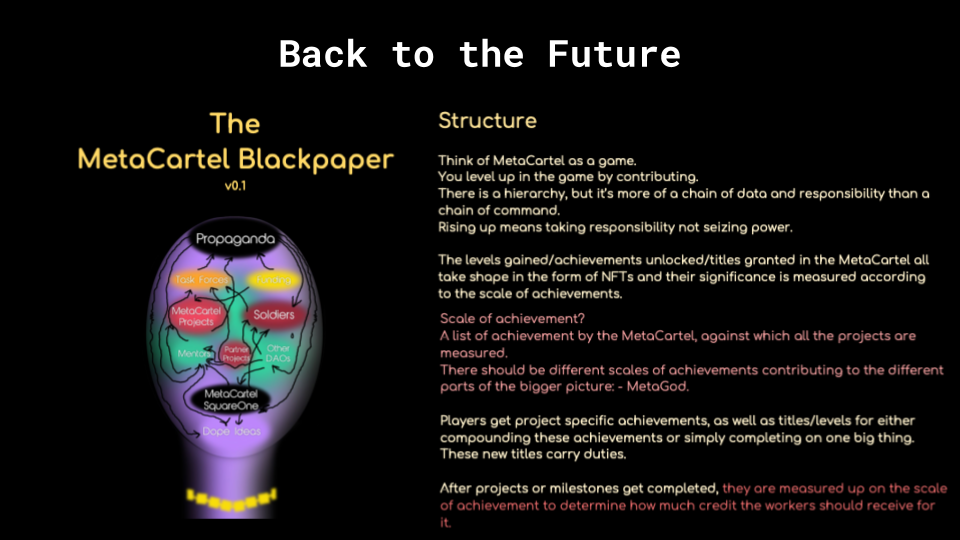 Back to the Future
The
MetaCartel Blackpaper
v0.1
Propaganda
Task Forces
MetaCartel
Projects
Soldiers
Mentors
Partner
Projects
Other
DAOs
MetaCartel
SquareOne
Dope Ideas
Structure
Think of MetaCartel as a game.
You level up in the game by contributing.
There is a hierarchy, but it's more of a chain of data and responsibility than a
chain of command.
Rising up means taking responsibility not seizing power.
The levels gained/achievements unlocked/titles granted in the MetaCartel all
take shape in the form of NFTs and their significance is measured according
to the scale of achievements.
Scale of achievement?
A list of achievement by the MetaCartel, against which all the projects are
measured.
There should be different scales of achievements contributing to the different
parts of the bigger picture: - MetaGod.
Players get project specific achievements, as well as titles/levels for either
compounding these achievements or simply completing on one big thing.
These new titles carry duties.
After projects or milestones get completed, they are measured up on the scale
of achievement to determine how much credit the workers should receive for
it.